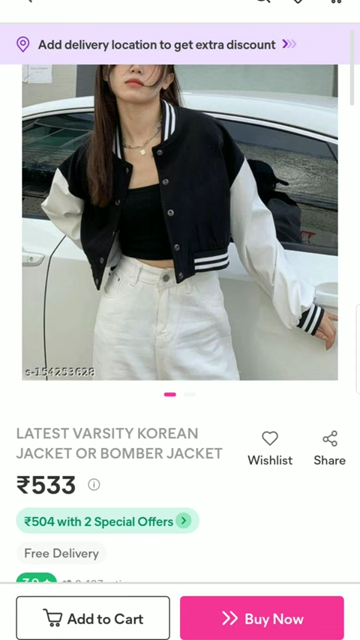 Add delivery location to get extra discount
s-154253628
LATEST VARSITY KOREAN
JACKET OR BOMBER JACKET
Wishlist
Share
₹533
₹504 with 2 Special Offers
Free Delivery
Add to Cart
Buy Now